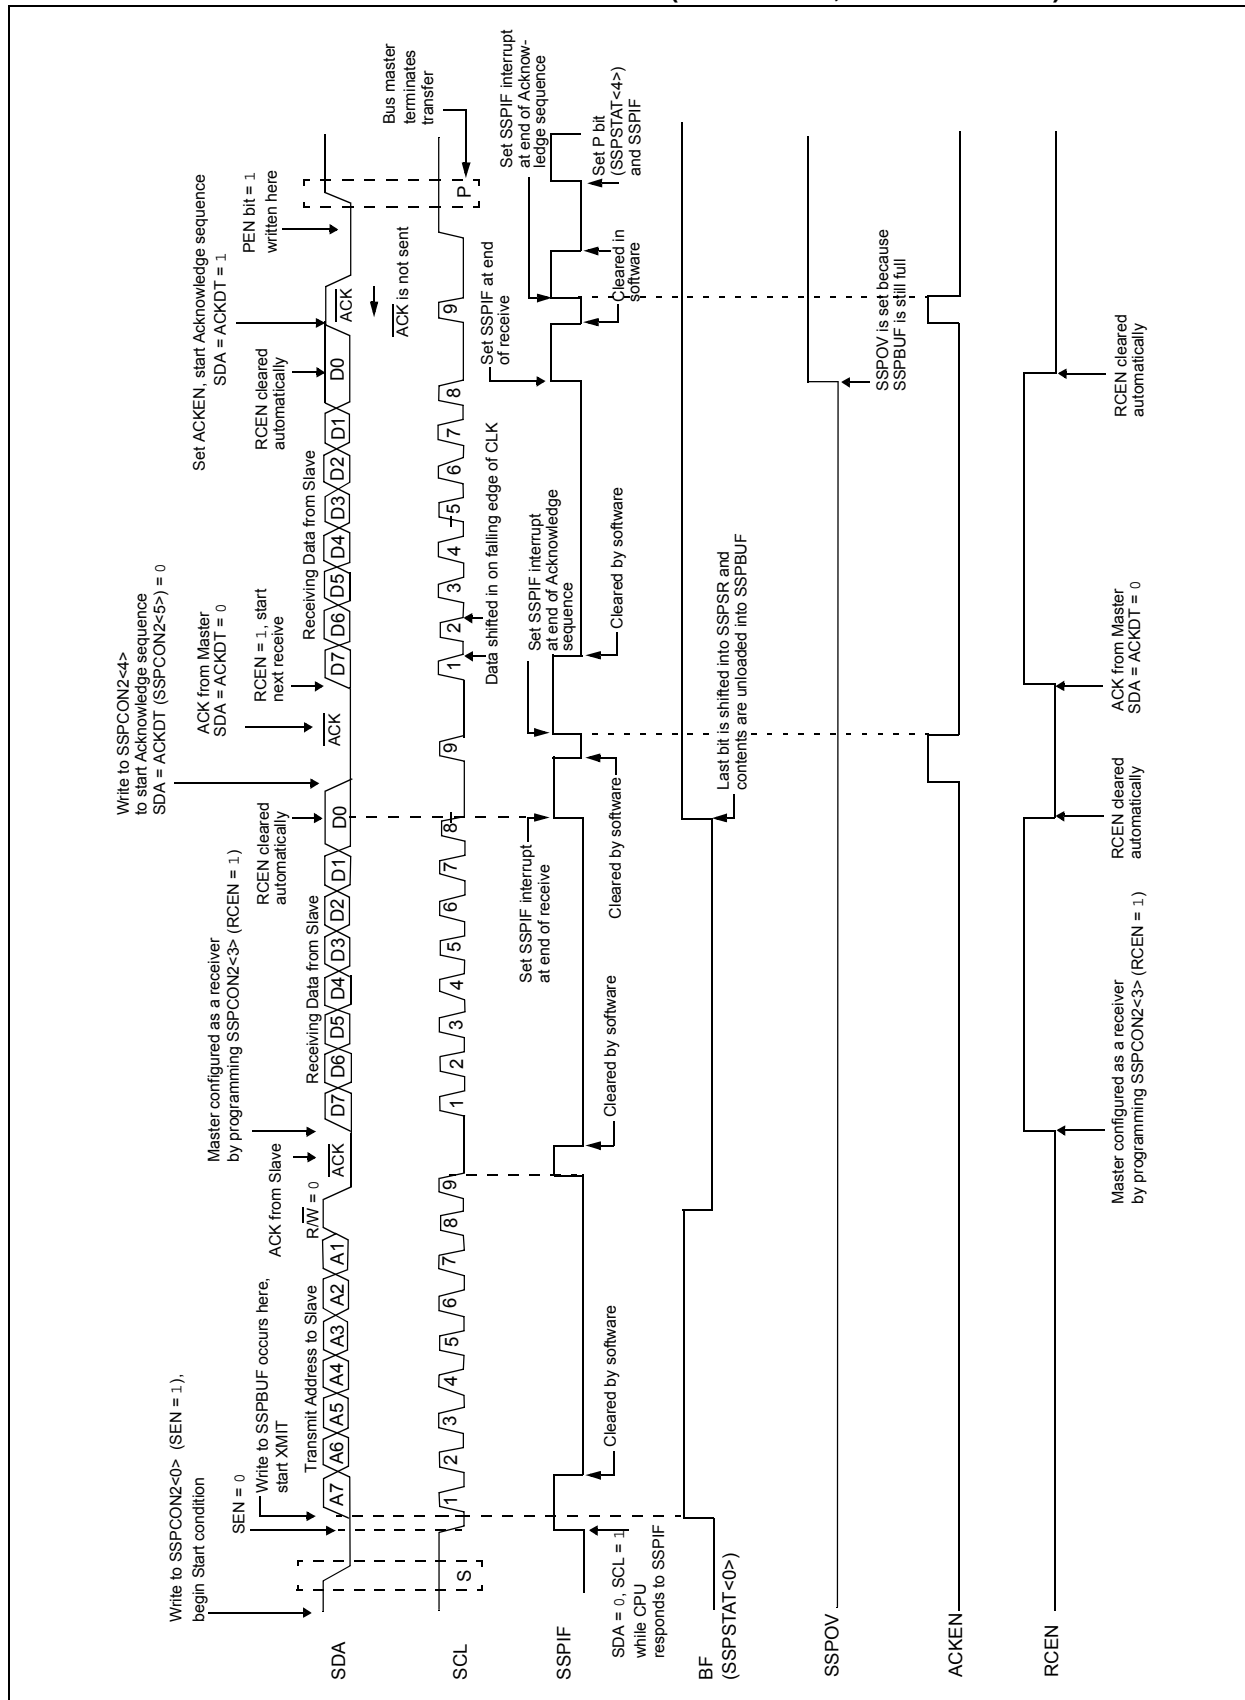 Write to SSPCON2<0> (SEN = 1),
begin Start condition
SEN = 0
Write to SSPBUF occurs here,
start XMIT
Transmit Address to Slave
A7 A6 A5 A4 A3 A2 A1
R/W = 0
ACK from Slave
ACK
Master configured as a receiver
by programming SSPCON2<3> (RCEN = 1)
Receiving Data from Slave
D7 D6 D5 D4 D3 D2 D1 D0
RCEN cleared
automatically
Write to SSPCON2<4>
to start Acknowledge sequence
SDA = ACKDT (SSPCON2<5>) = 0
ACK from Master
SDA = ACKDT = 0
ACK
RCEN = 1, start
next receive
Receiving Data from Slave
D7 D6 D5 D4 D3 D2 D1 D0
RCEN cleared
automatically
Set ACKEN, start Acknowledge sequence
SDA = ACKDT = 1
ACK
PEN bit = 1
written here
SDA
ACK is not sent
Bus master
terminates
transfer
SCL
S
1 2 3 4 5 6 7 8 9
1 2 3 4 5 6 7 8 9
1 2 3 4 5 6 7 8 9
P
Data shifted in on falling edge of CLK
Set SSPIF interrupt
at end of receive
Set SSPIF interrupt
at end of Acknowledge
sequence
Set SSPIF at end
of receive
Set SSPIF interrupt
at end of Acknow-
ledge sequence
SSPIF
SDA = 0, SCL = 1
while CPU
responds to SSPIF
Cleared by software
Cleared by software
Cleared by software
Cleared by software
Cleared in
software
Set P bit
(SSPSTAT<4>)
and SSPIF
BF
(SSPSTAT<0>)
Last bit is shifted into SSPSR and
contents are unloaded into SSPBUF
SSPOV
SSPOV is set because
SSPBUF is still full
ACKEN
RCEN
Master configured as a receiver
by programming SSPCON2<3> (RCEN = 1)
RCEN cleared
automatically
ACK from Master
SDA = ACKDT = 0
RCEN cleared
automatically